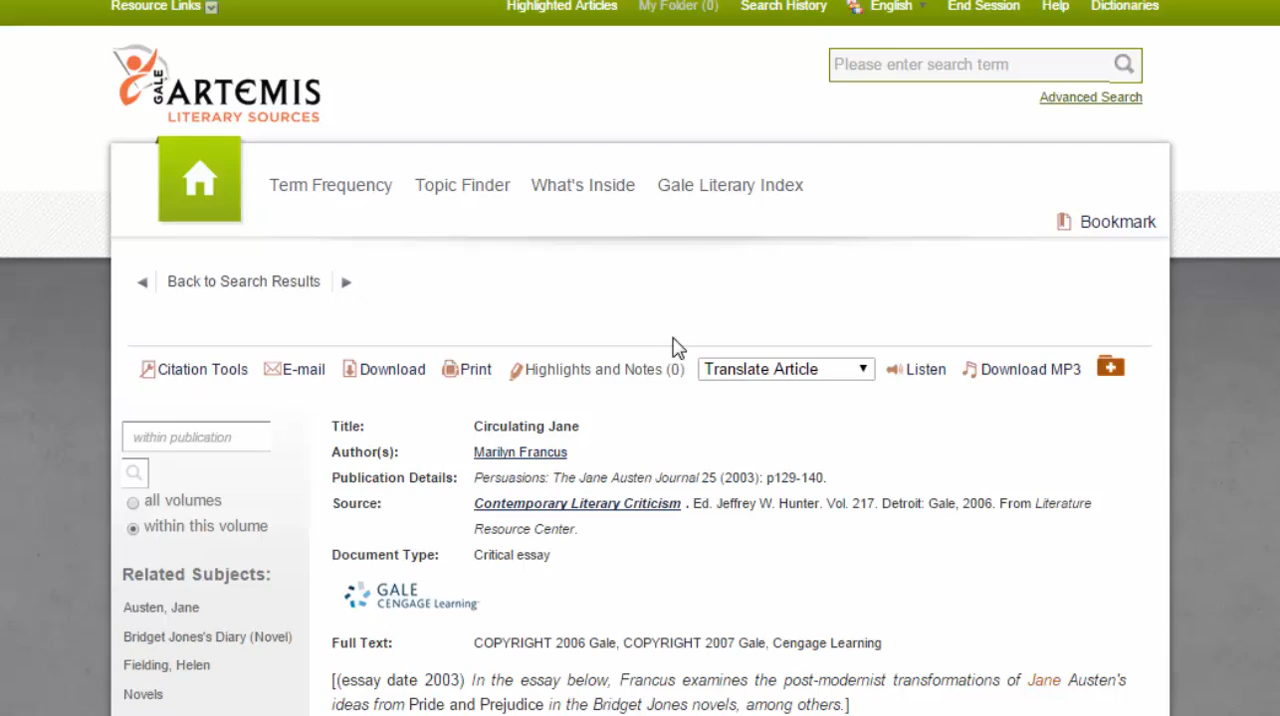 Resource Links
Highlighted Articles My Folder (0) Search History English End Session Help Dictionaries
GALE ARTEMIS
LITERARY SOURCES
Please enter search term
Advanced Search
Term Frequency Topic Finder What's Inside Gale Literary Index
Bookmark
Back to Search Results
Citation Tools E-mail Download Print Highlights and Notes (0) Translate Article Listen Download MP3
within publication
all volumes
within this volume
Related Subjects:
Austen, Jane
Bridget Jones's Diary (Novel)
Fielding, Helen
Novels
Title: Circulating Jane
Author(s): Marilyn Francus
Publication Details: Persuasions: The Jane Austen Journal 25 (2003): p129-140.
Source: Contemporary Literary Criticism . Ed. Jeffrey W. Hunter. Vol. 217. Detroit: Gale, 2006. From Literature
Resource Center.
Document Type: Critical essay
GALE
CENGAGE Learning
Full Text: COPYRIGHT 2006 Gale, COPYRIGHT 2007 Gale, Cengage Learning
[(essay date 2003) In the essay below, Francus examines the post-modernist transformations of Jane Austen's
ideas from Pride and Prejudice in the Bridget Jones novels, among others.]